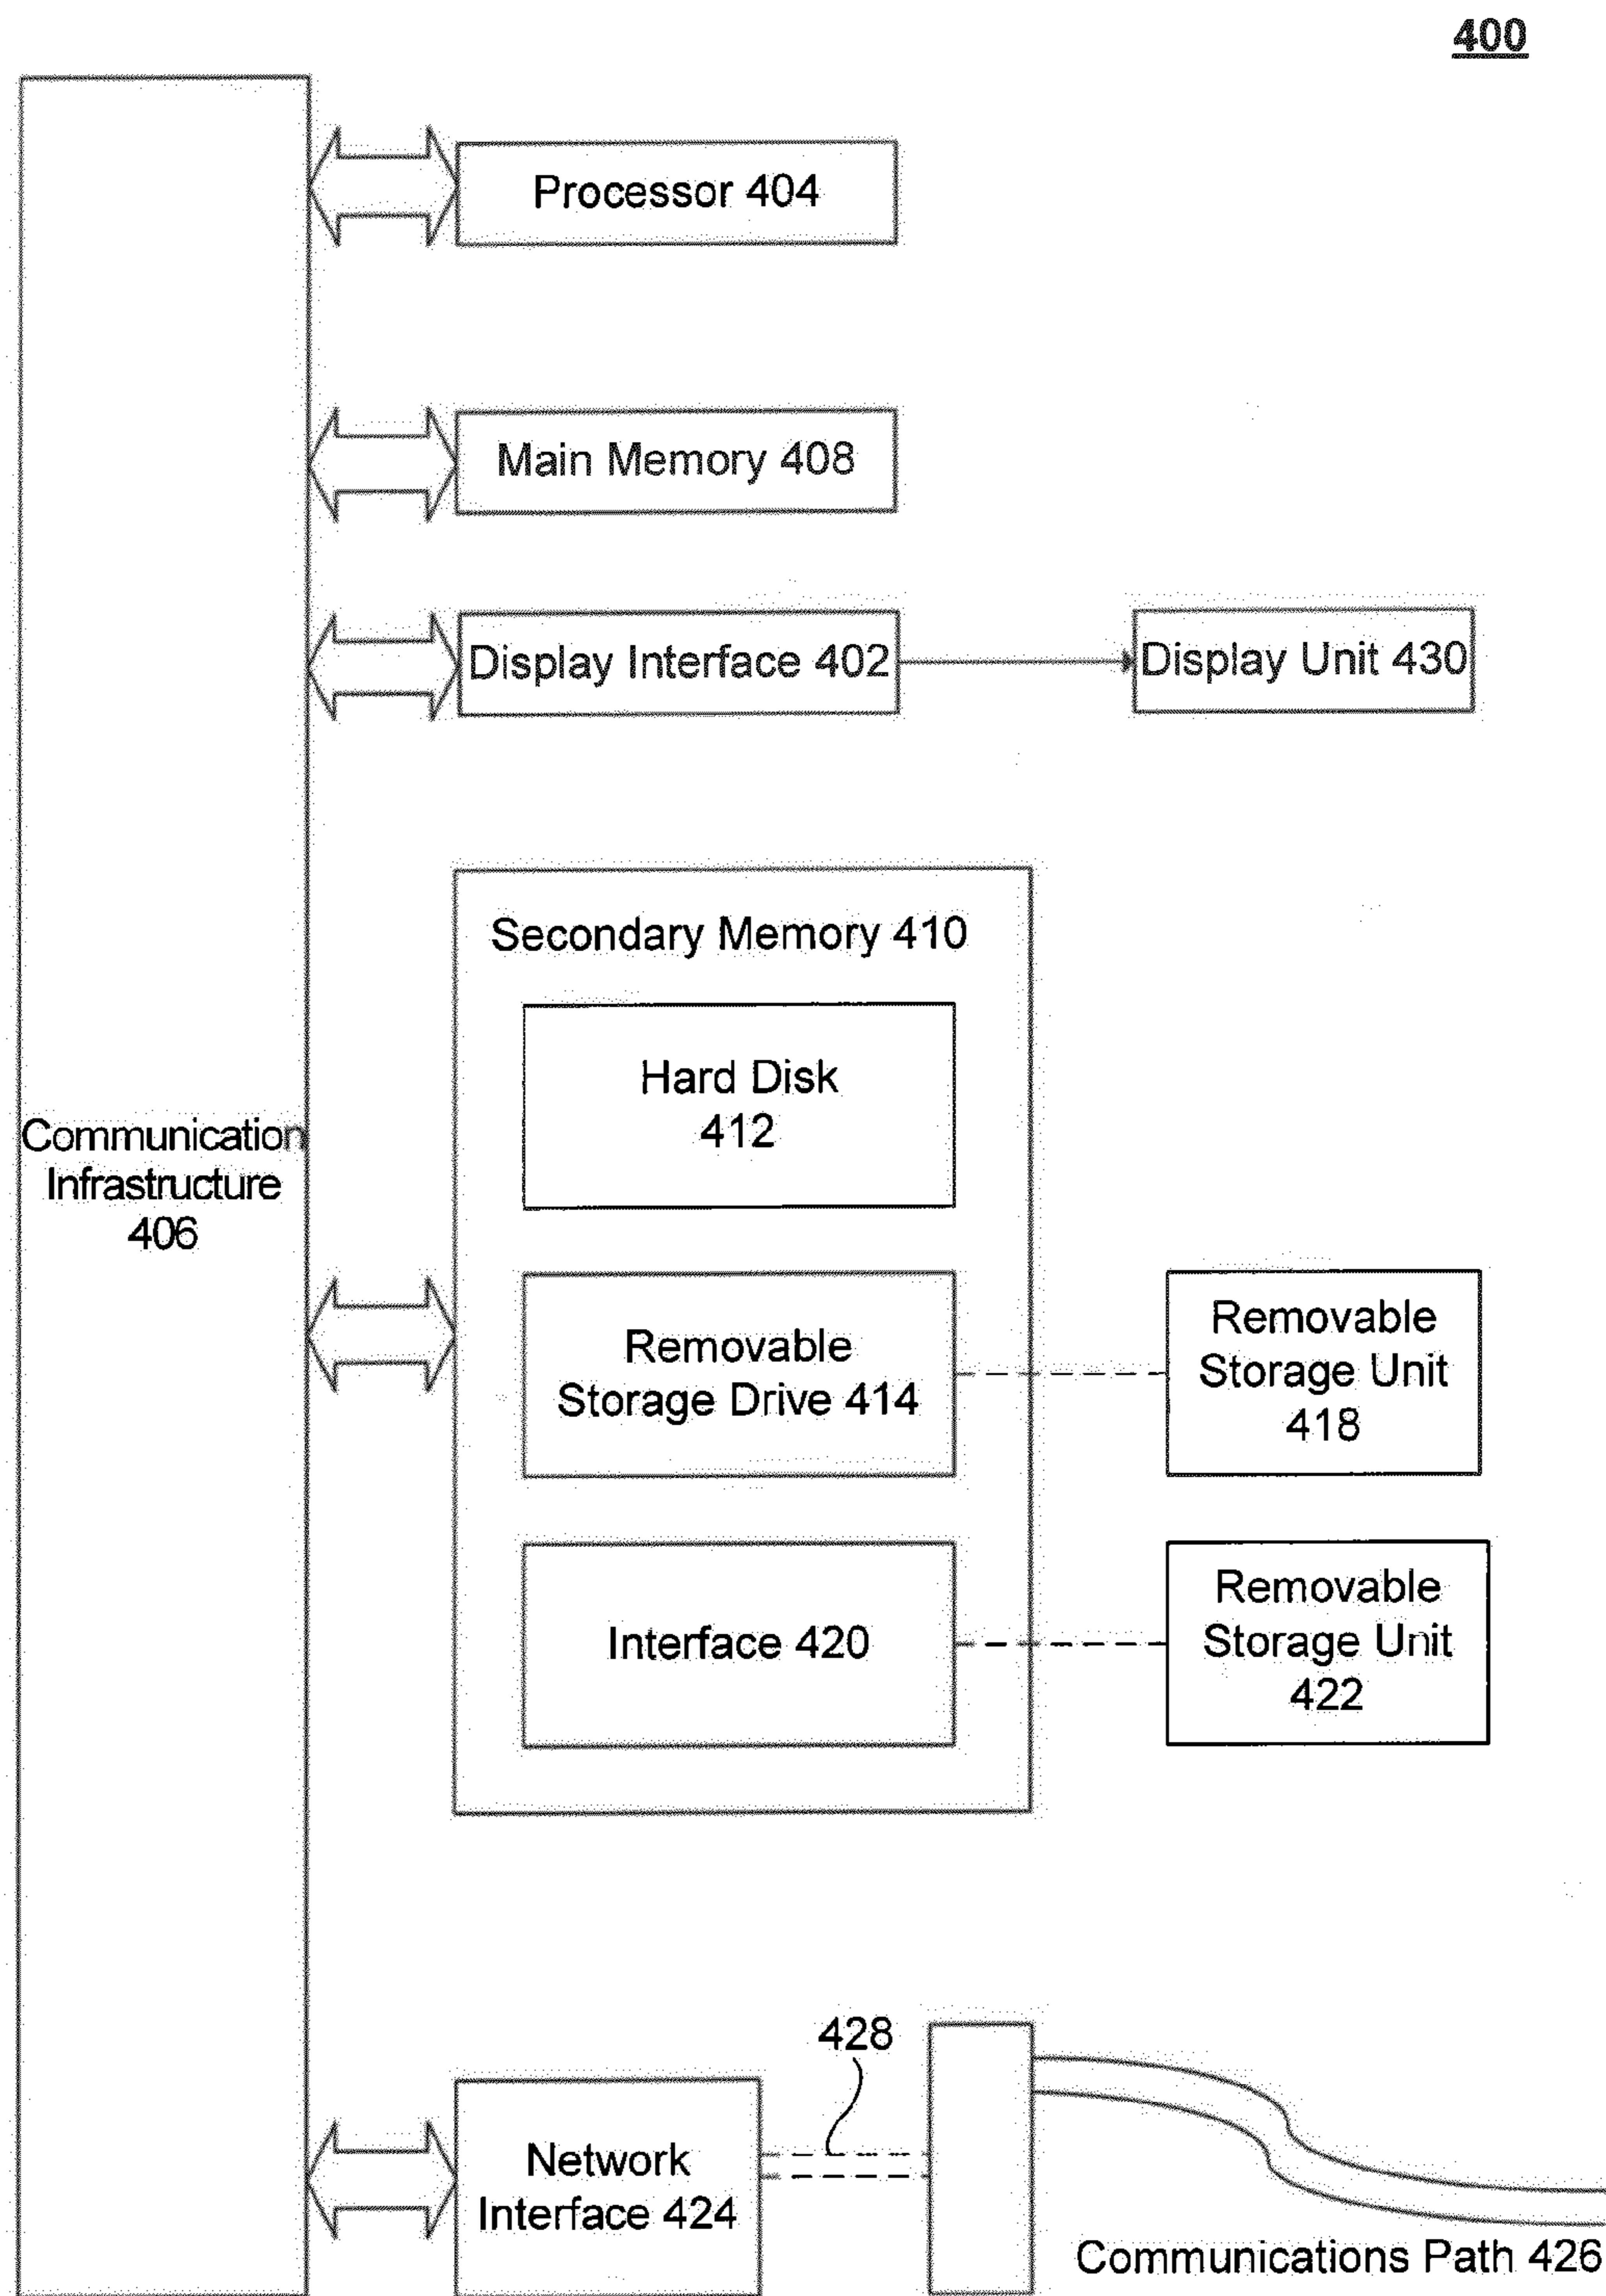 400
Processor 404
Main Memory 408
Display Interface 402
Display Unit 430
Secondary Memory 410
Hard Disk
412
Communication
Infrastructure
406
Removable
Storage Drive 414
Removable
Storage Unit
418
Interface 420
Removable
Storage Unit
422
428
Network
Interface 424
Communications Path 426